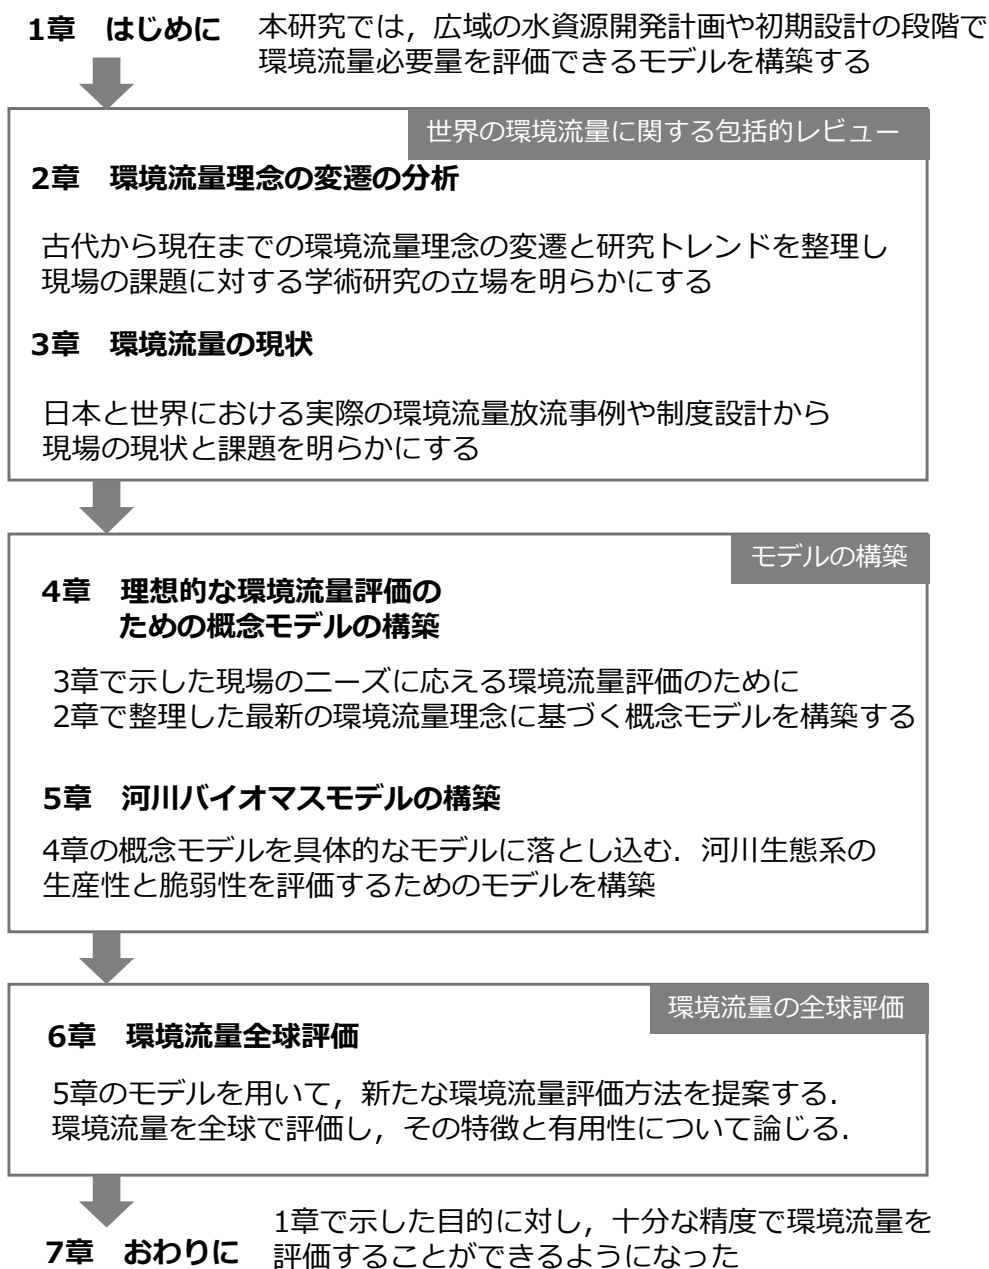 1章　はじめに
本研究では，広域の水資源開発計画や初期設計の段階で
環境流量必要量を評価できるモデルを構築する
世界の環境流量に関する包括的レビュー
2章　環境流量理念の変遷の分析
古代から現在までの環境流量理念の変遷と研究トレンドを整理し
現場の課題に対する学術研究の立場を明らかにする
3章　環境流量の現状
日本と世界における実際の環境流量放流事例や制度設計から
現場の現状と課題を明らかにする
モデルの構築
4章　理想的な環境流量評価の
ための概念モデルの構築
3章で示した現場のニーズに応える環境流量評価のために
2章で整理した最新の環境流量理念に基づく概念モデルを構築する
5章　河川バイオマスモデルの構築
4章の概念モデルを具体的なモデルに落とし込む．河川生態系の
生産性と脆弱性を評価するためのモデルを構築
環境流量の全球評価
6章　環境流量全球評価
5章のモデルを用いて，新たな環境流量評価方法を提案する．
環境流量を全球で評価し，その特徴と有用性について論じる．
7章　おわりに
1章で示した目的に対し，十分な精度で環境流量を
評価することができるようになった